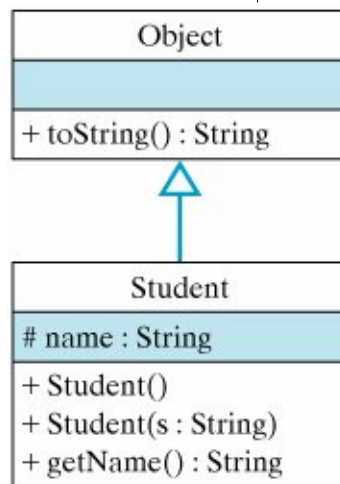 Object
+ toString() : String
Student
# name : String
+ Student()
+ Student(s : String)
+ getName() : String